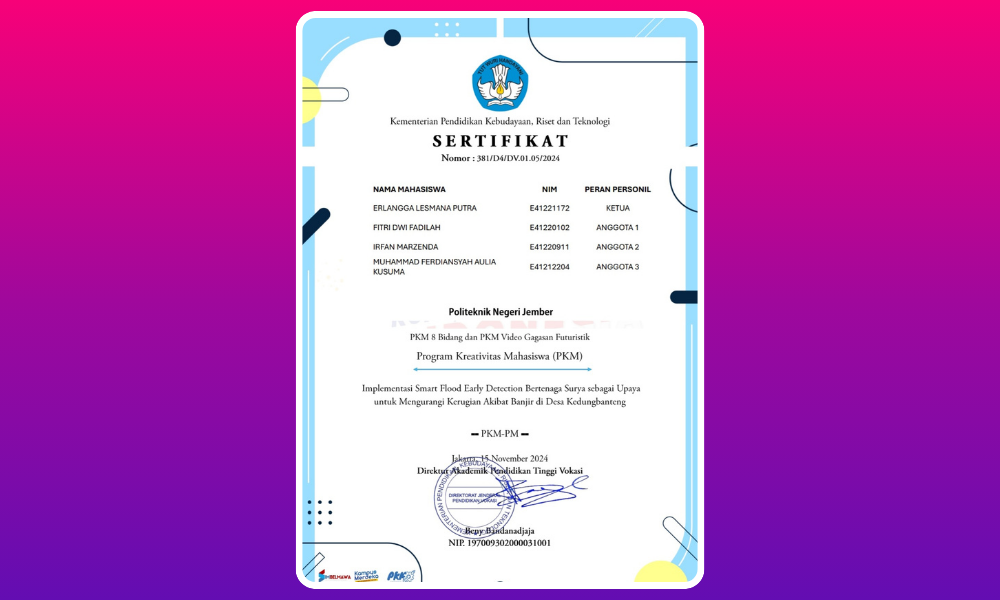 TUT WURI HANDAYANI
Kementerian Pendidikan Kebudayaan, Riset dan Teknologi
SERTIFIKAT
Nomor : 381/D4/DV.01.05/2024
NAMA MAHASISWA NIM PERAN PERSONIL
ERLANGGA LESMANA PUTRA E41221172 KETUA
FITRI DWI FADILAH E41220102 ANGGOTA 1
IRFAN MARZENDA E41220911 ANGGOTA 2
MUHAMMAD FERDIANSYAH AULIA
KUSUMA E41212204 ANGGOTA 3
Politeknik Negeri Jember
PKM 8 Bidang dan PKM Video Gagasan Futuristik
Program Kreativitas Mahasiswa (PKM)
Implementasi Smart Flood Early Detection Bertenaga Surya sebagai Upaya
untuk Mengurangi Kerugian Akibat Banjir di Desa Kedungbanteng
PKM-PM
Jakarta, 15 November 2024
Direktur Akademik Pendidikan Tinggi Vokasi
DIREKTORAT JENDERAL
PENDIDIKAN VOKASI
Beny Bandanadjaja
NIP. 197009302000031001
Kampus
Merdeka
PKM